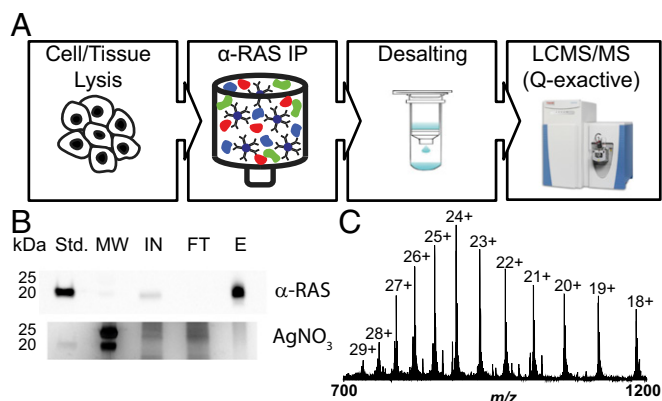 A
Cell/Tissue
Lysis
α-RAS IP
Desalting
LCMS/MS
(Q-exactive)
B
kDa Std. MW IN FT E
25
20
α-RAS
25
20
AgNO₃
C
24+
25+
23+
26+
22+
27+
21+
20+
19+
18+
28+
29+
700
m/z
1200